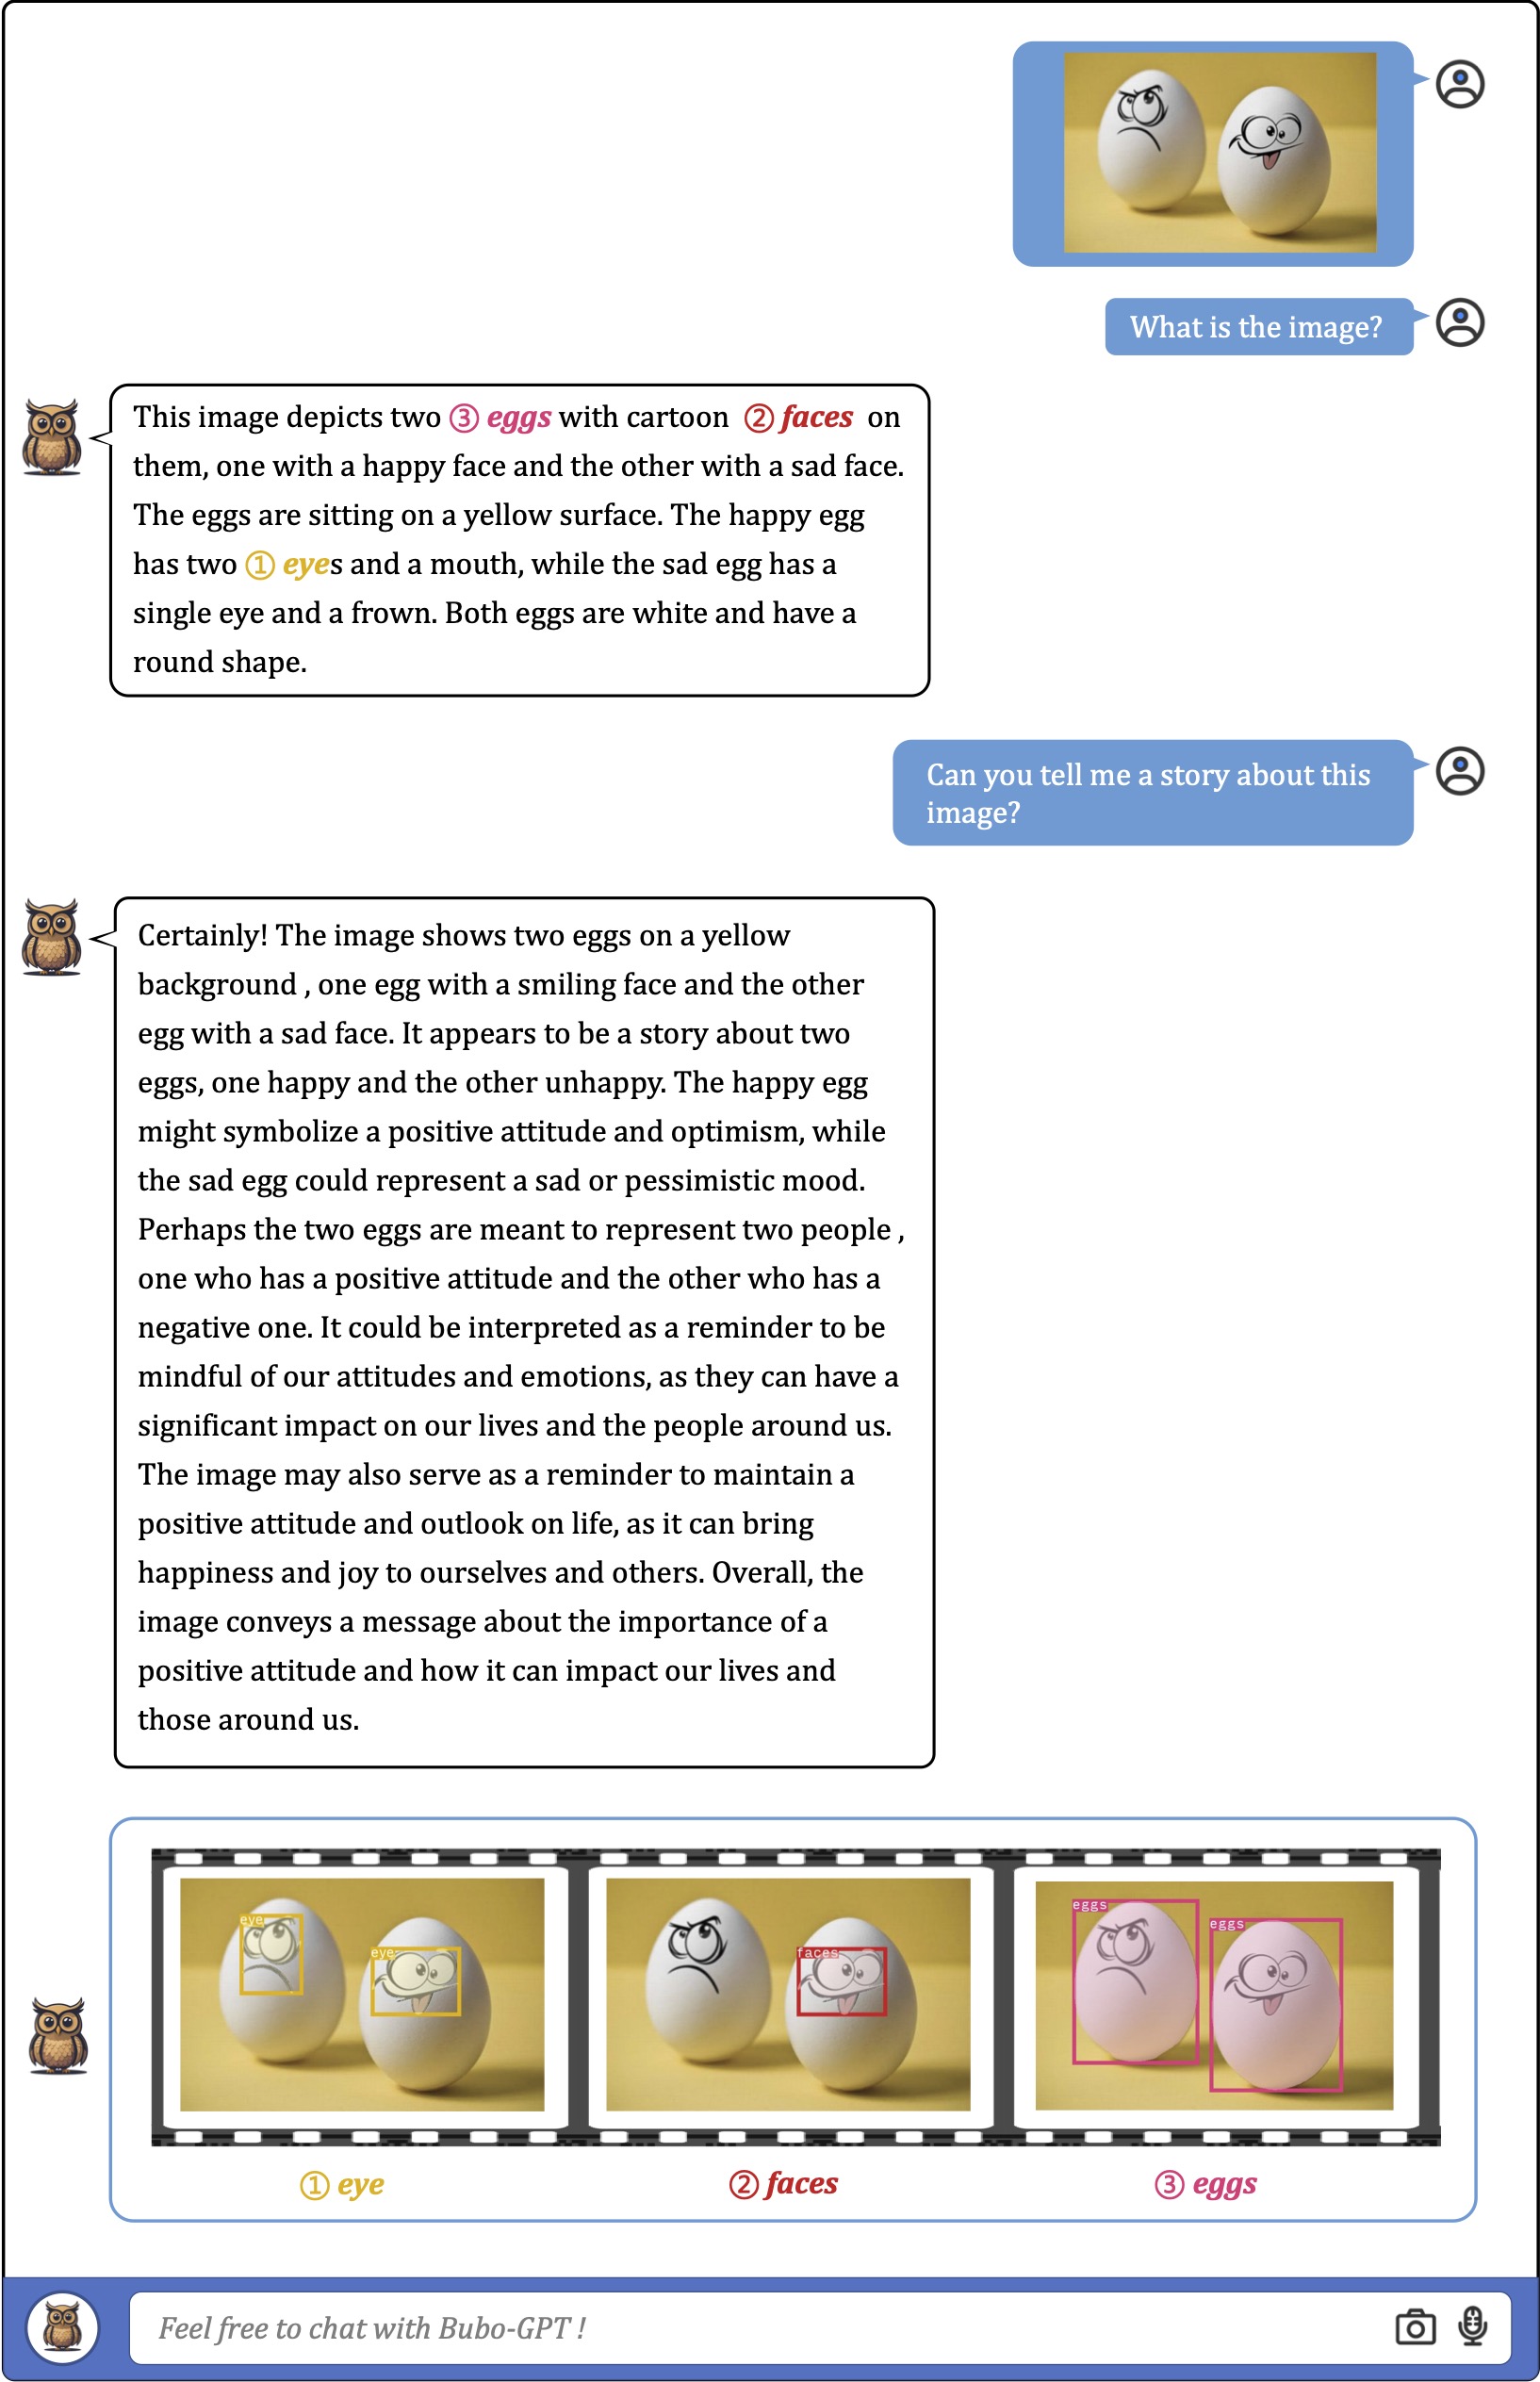 What is the image?
This image depicts two ③ eggs with cartoon ② faces on
them, one with a happy face and the other with a sad face.
The eggs are sitting on a yellow surface. The happy egg
has two ① eyes and a mouth, while the sad egg has a
single eye and a frown. Both eggs are white and have a
round shape.
Can you tell me a story about this
image?
Certainly! The image shows two eggs on a yellow
background , one egg with a smiling face and the other
egg with a sad face. It appears to be a story about two
eggs, one happy and the other unhappy. The happy egg
might symbolize a positive attitude and optimism, while
the sad egg could represent a sad or pessimistic mood.
Perhaps the two eggs are meant to represent two people ,
one who has a positive attitude and the other who has a
negative one. It could be interpreted as a reminder to be
mindful of our attitudes and emotions, as they can have a
significant impact on our lives and the people around us.
The image may also serve as a reminder to maintain a
positive attitude and outlook on life, as it can bring
happiness and joy to ourselves and others. Overall, the
image conveys a message about the importance of a
positive attitude and how it can impact our lives and
those around us.
eye
eye
faces
eggs
eggs
① eye
② faces
③ eggs
Feel free to chat with Bubo-GPT !